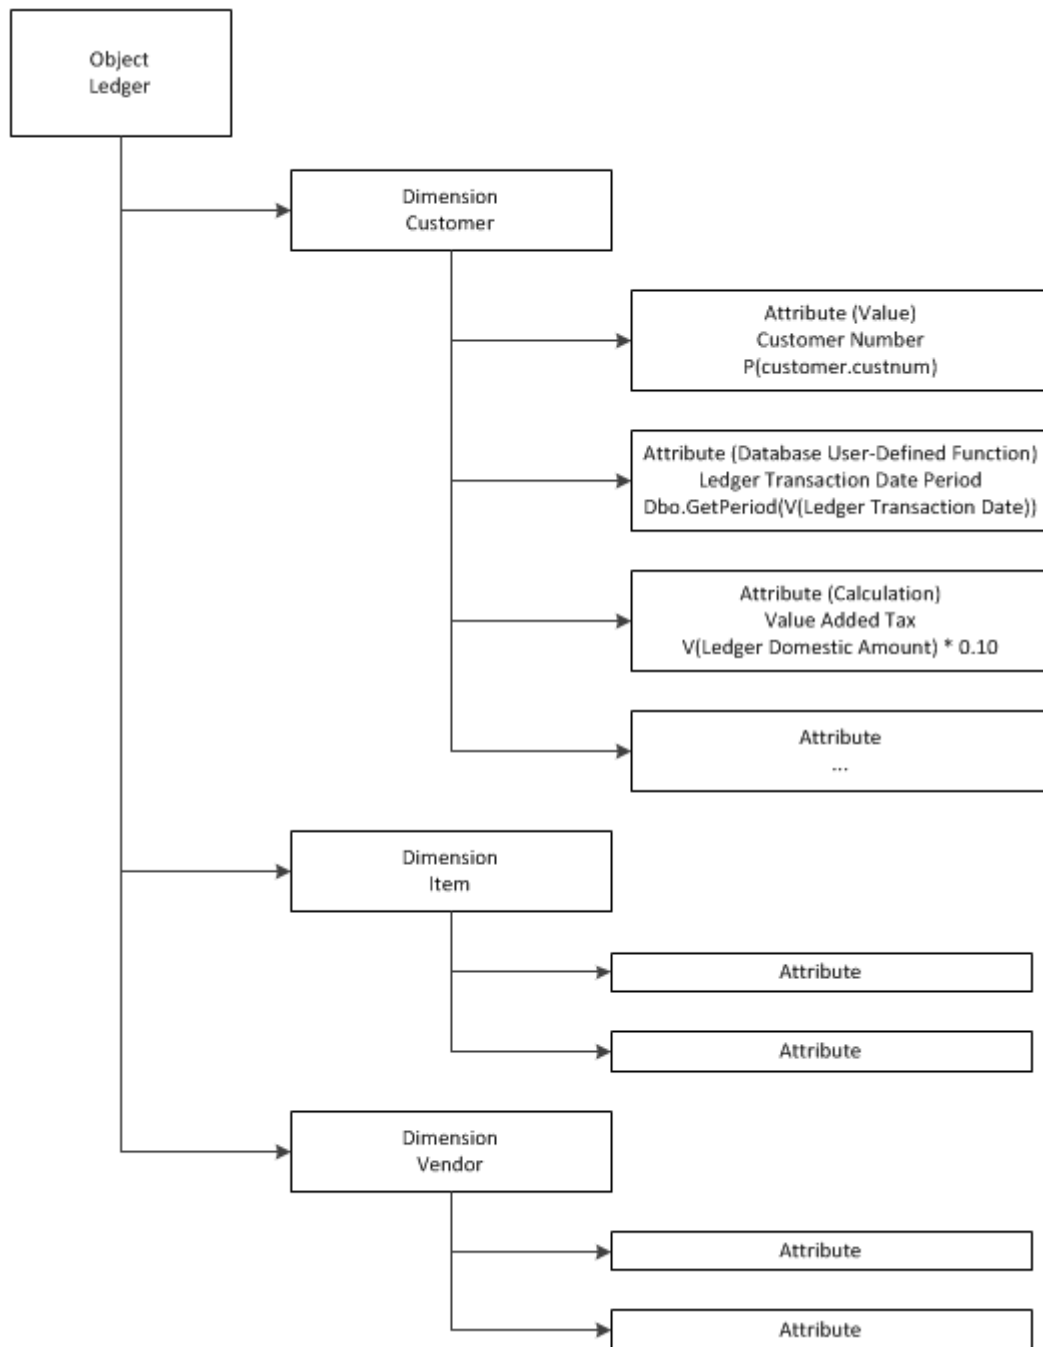 Object
Ledger
Dimension
Customer
Attribute (Value)
Customer Number
P(customer.custnum)
Attribute (Database User-Defined Function)
Ledger Transaction Date Period
Dbo.GetPeriod(V(Ledger Transaction Date))
Attribute (Calculation)
Value Added Tax
V(Ledger Domestic Amount) * 0.10
Attribute
...
Dimension
Item
Attribute
Attribute
Dimension
Vendor
Attribute
Attribute